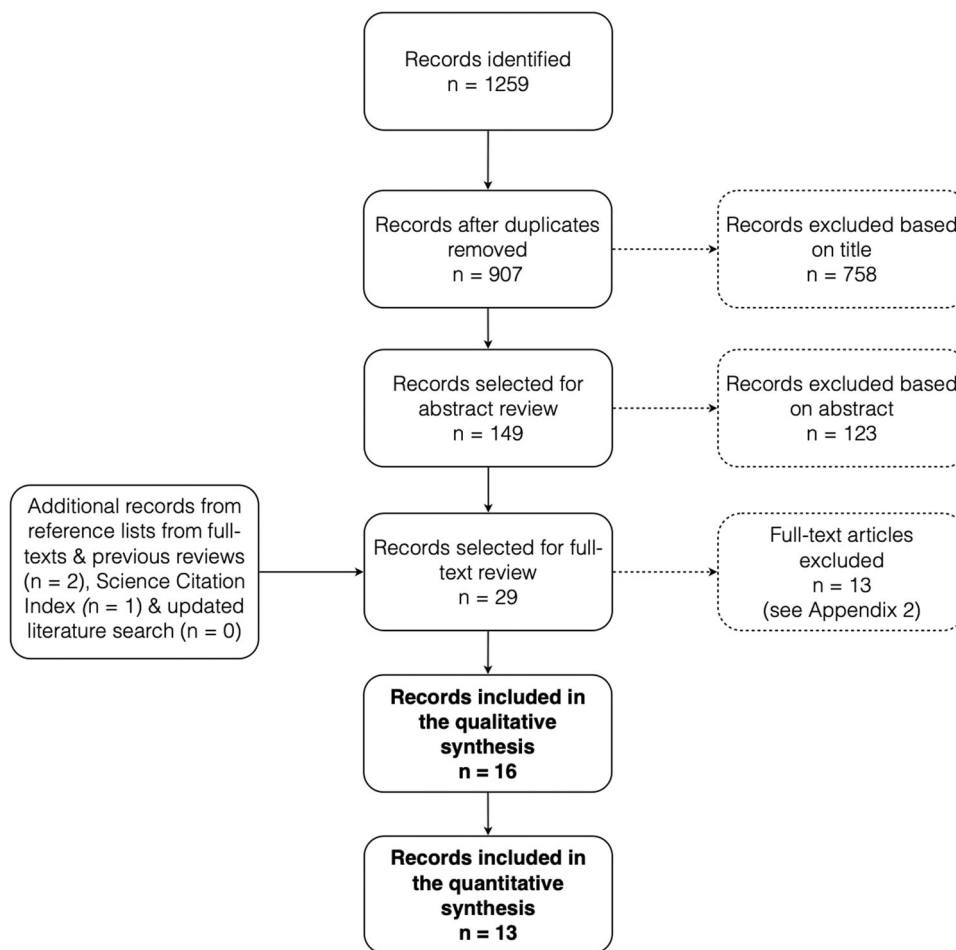 Records identified
n = 1259
Records after duplicates
removed
n = 907
Records excluded based
on title
n = 758
Records selected for
abstract review
n = 149
Records excluded based
on abstract
n = 123
Additional records from
reference lists from full-
texts & previous reviews
(n = 2), Science Citation
Index (n = 1) & updated
literature search (n = 0)
Records selected for full-
text review
n = 29
Full-text articles
excluded
n = 13
(see Appendix 2)
Records included in
the qualitative
synthesis
n = 16
Records included in
the quantitative
synthesis
n = 13